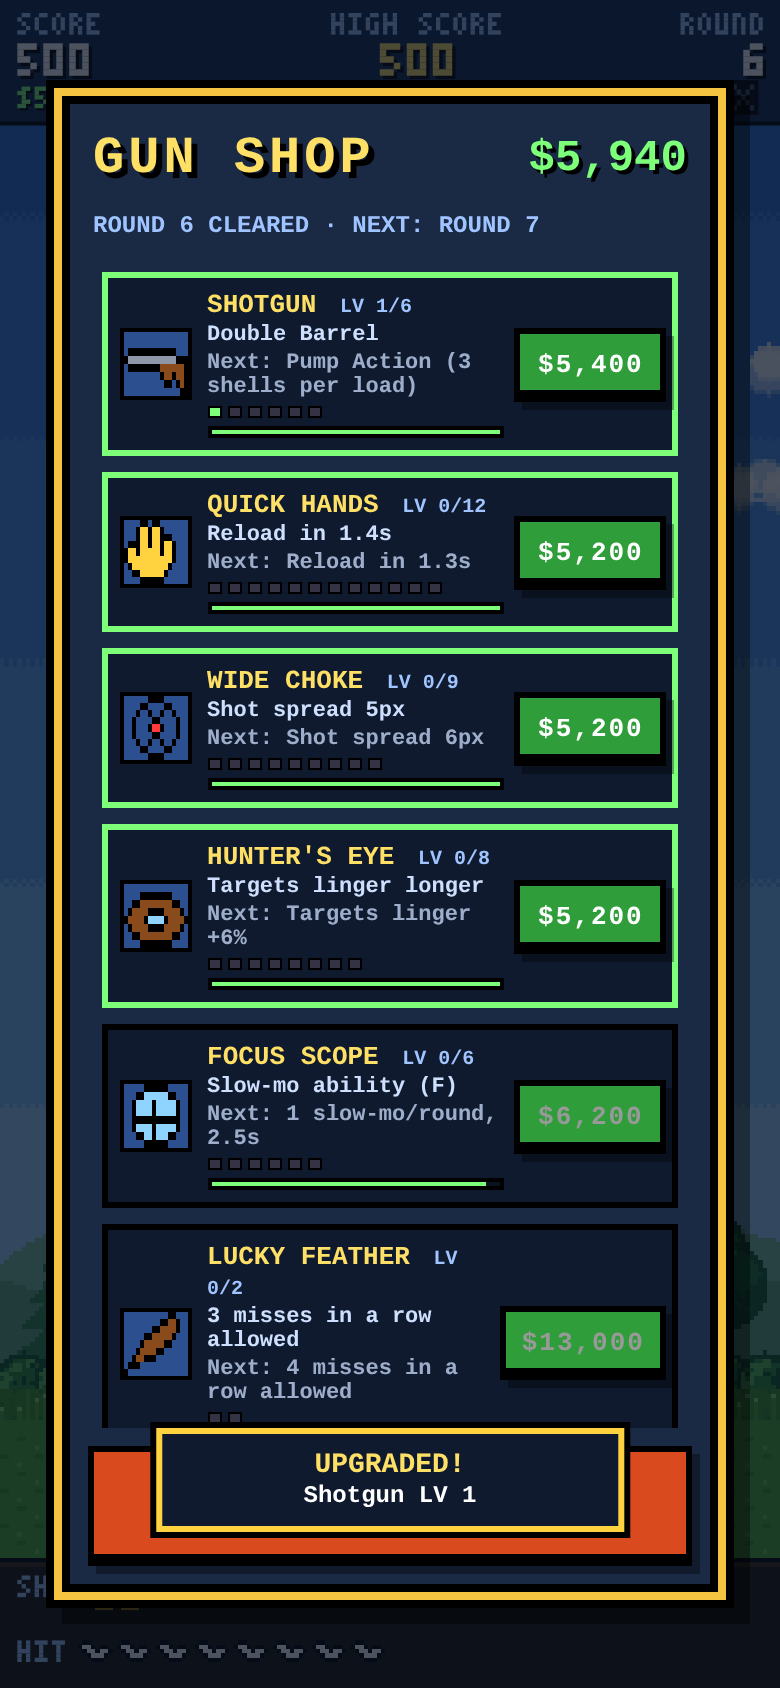 SCORE HIGH SCORE ROUND
500 500 6
GUN SHOP $5,940
ROUND 6 CLEARED · NEXT: ROUND 7
SHOTGUN LV 1/6
Double Barrel
Next: Pump Action (3
shells per load)
$5,400
QUICK HANDS LV 0/12
Reload in 1.4s
Next: Reload in 1.3s
$5,200
WIDE CHOKE LV 0/9
Shot spread 5px
Next: Shot spread 6px
$5,200
HUNTER'S EYE LV 0/8
Targets linger longer
Next: Targets linger
+6%
$5,200
FOCUS SCOPE LV 0/6
Slow-mo ability (F)
Next: 1 slow-mo/round,
2.5s
$6,200
LUCKY FEATHER LV
0/2
3 misses in a row
allowed
Next: 4 misses in a
row allowed
$13,000
UPGRADED!
Shotgun LV 1
HIT